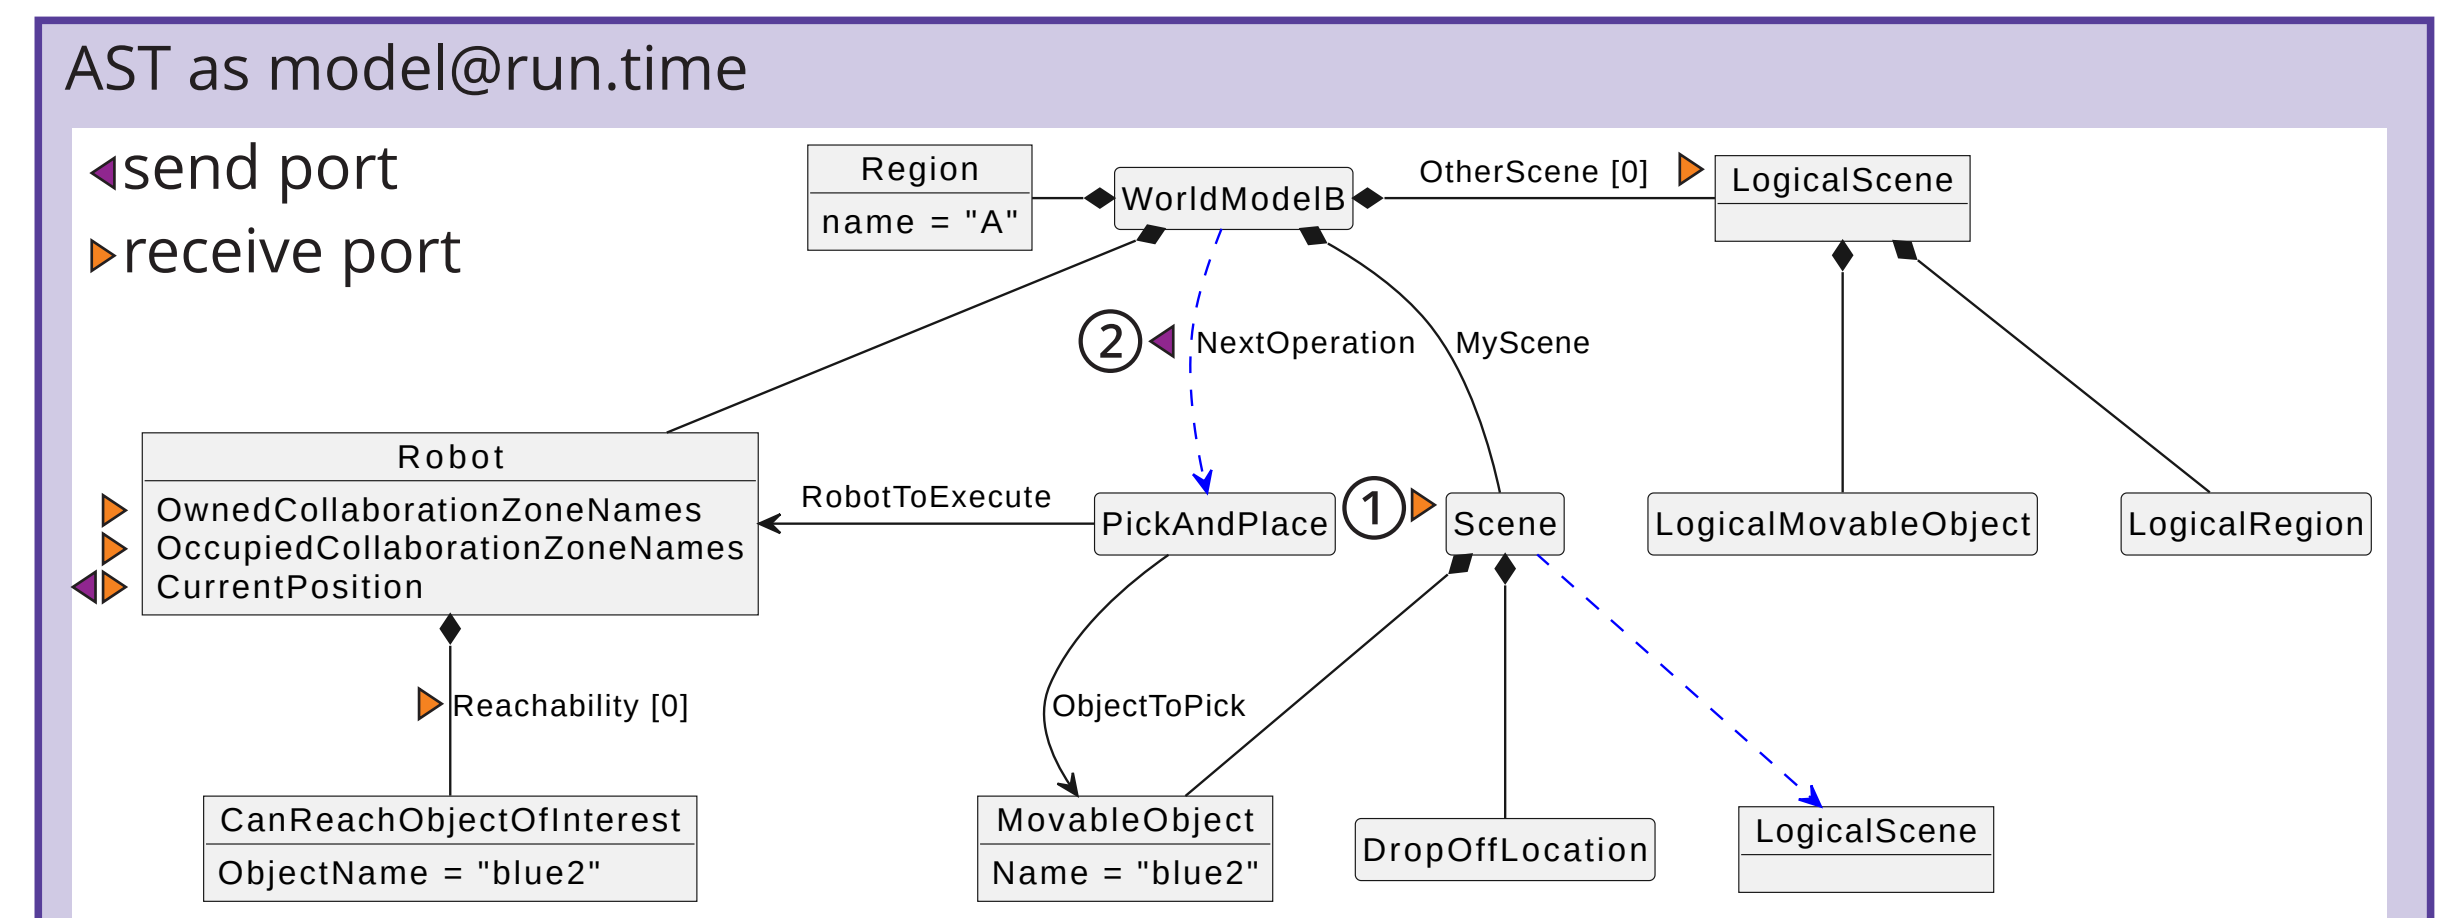 AST as model@run.time
send port
receive port
Region
name = "A"
WorldModelB
OtherScene [0]
LogicalScene
2
NextOperation
MyScene
Robot
OwnedCollaborationZoneNames
OccupiedCollaborationZoneNames
CurrentPosition
RobotToExecute
PickAndPlace
1
Scene
LogicalMovableObject
LogicalRegion
Reachability [0]
ObjectToPick
CanReachObjectOfInterest
ObjectName = "blue2"
MovableObject
Name = "blue2"
DropOffLocation
LogicalScene